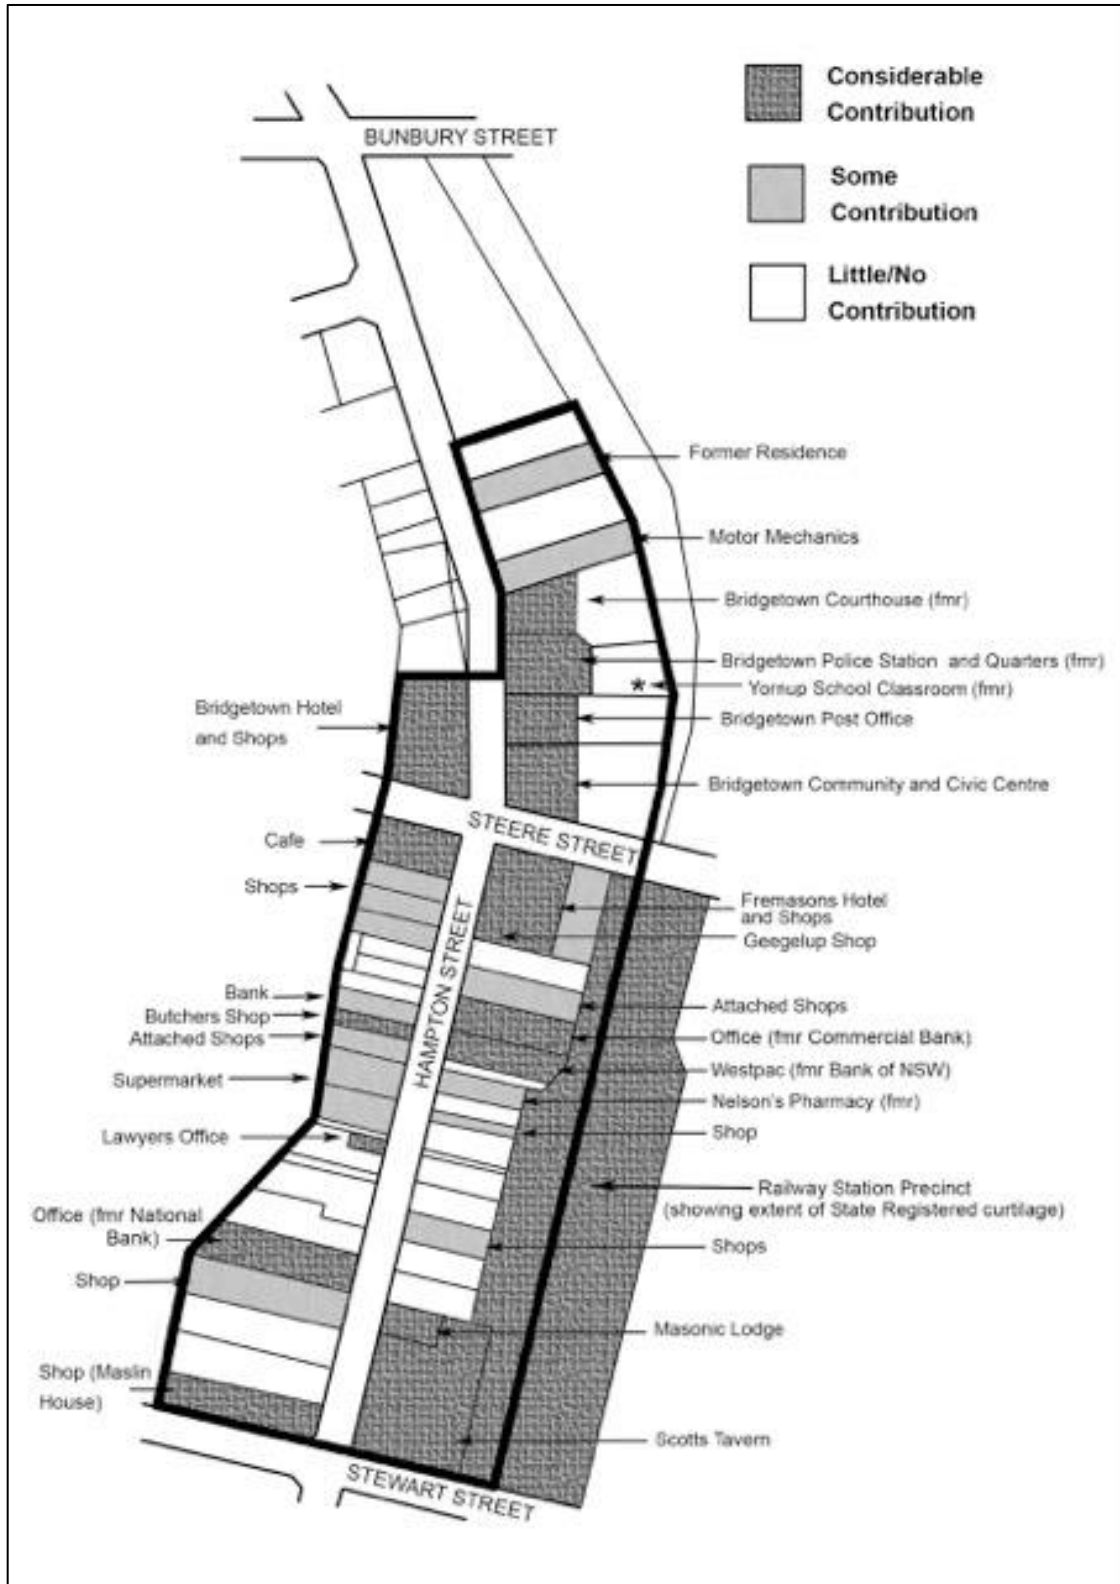 Considerable
Contribution
BUNBURY STREET
Some
Contribution
Little/No
Contribution
Former Residence
Motor Mechanics
Bridgetown Courthouse (fmr)
Bridgetown Police Station and Quarters (fmr)
* Yornup School Classroom (fmr)
Bridgetown Hotel
and Shops
Bridgetown Post Office
Bridgetown Community and Civic Centre
STEERE STREET
Cafe
Shops
Fremasons Hotel
and Shops
Geegelup Shop
HAMPTON STREET
Bank
Butchers Shop
Attached Shops
Supermarket
Attached Shops
Office (fmr Commercial Bank)
Westpac (fmr Bank of NSW)
Nelson's Pharmacy (fmr)
Lawyers Office
Shop
Railway Station Precinct
(showing extent of State Registered curtilage)
Office (fmr National
Bank)
Shops
Shop
Masonic Lodge
Shop (Maslin
House)
Scotts Tavern
STEWART STREET